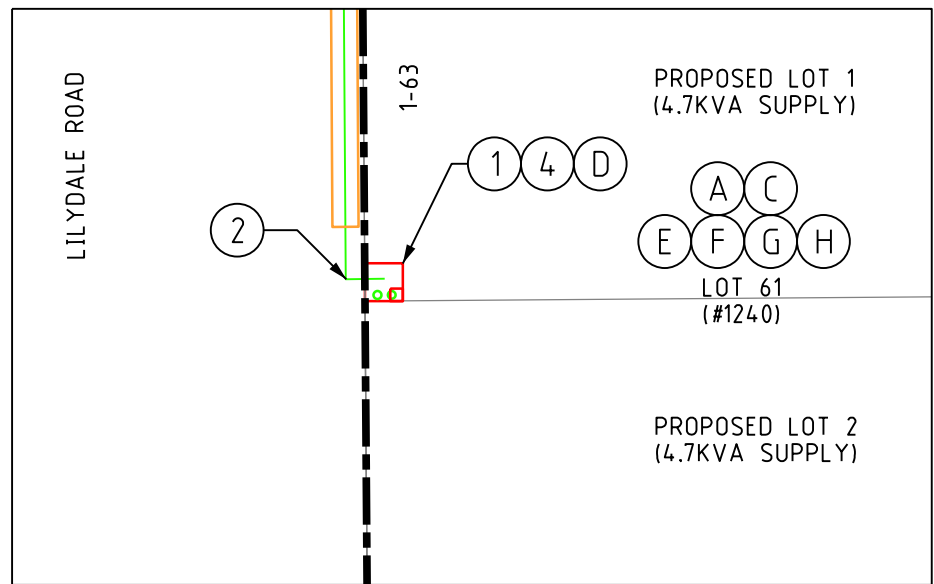 LILYDALE ROAD
1-63
PROPOSED LOT 1
(4.7KVA SUPPLY)
1 4 D
2
A C
E F G H
LOT 61
(#1240)
PROPOSED LOT 2
(4.7KVA SUPPLY)